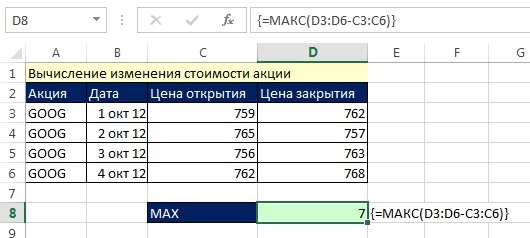 D8 fx {=МАКС(D3:D6-C3:C6)}
A B C D E F G
1 Вычисление изменения стоимости акции
2 Акция Дата Цена открытия Цена закрытия
3 GOOG 1 окт 12 759 762
4 GOOG 2 окт 12 765 757
5 GOOG 3 окт 12 756 763
6 GOOG 4 окт 12 762 768
7
8 MAX 7 {=МАКС(D3:D6-C3:C6)}
9